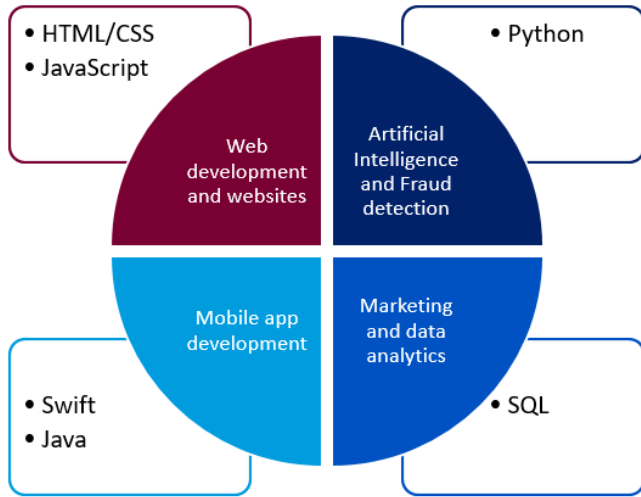 • HTML/CSS
• JavaScript
• Python
Web
development
and websites
Artificial
Intelligence
and Fraud
detection
Mobile app
development
Marketing
and data
analytics
• Swift
• Java
• SQL